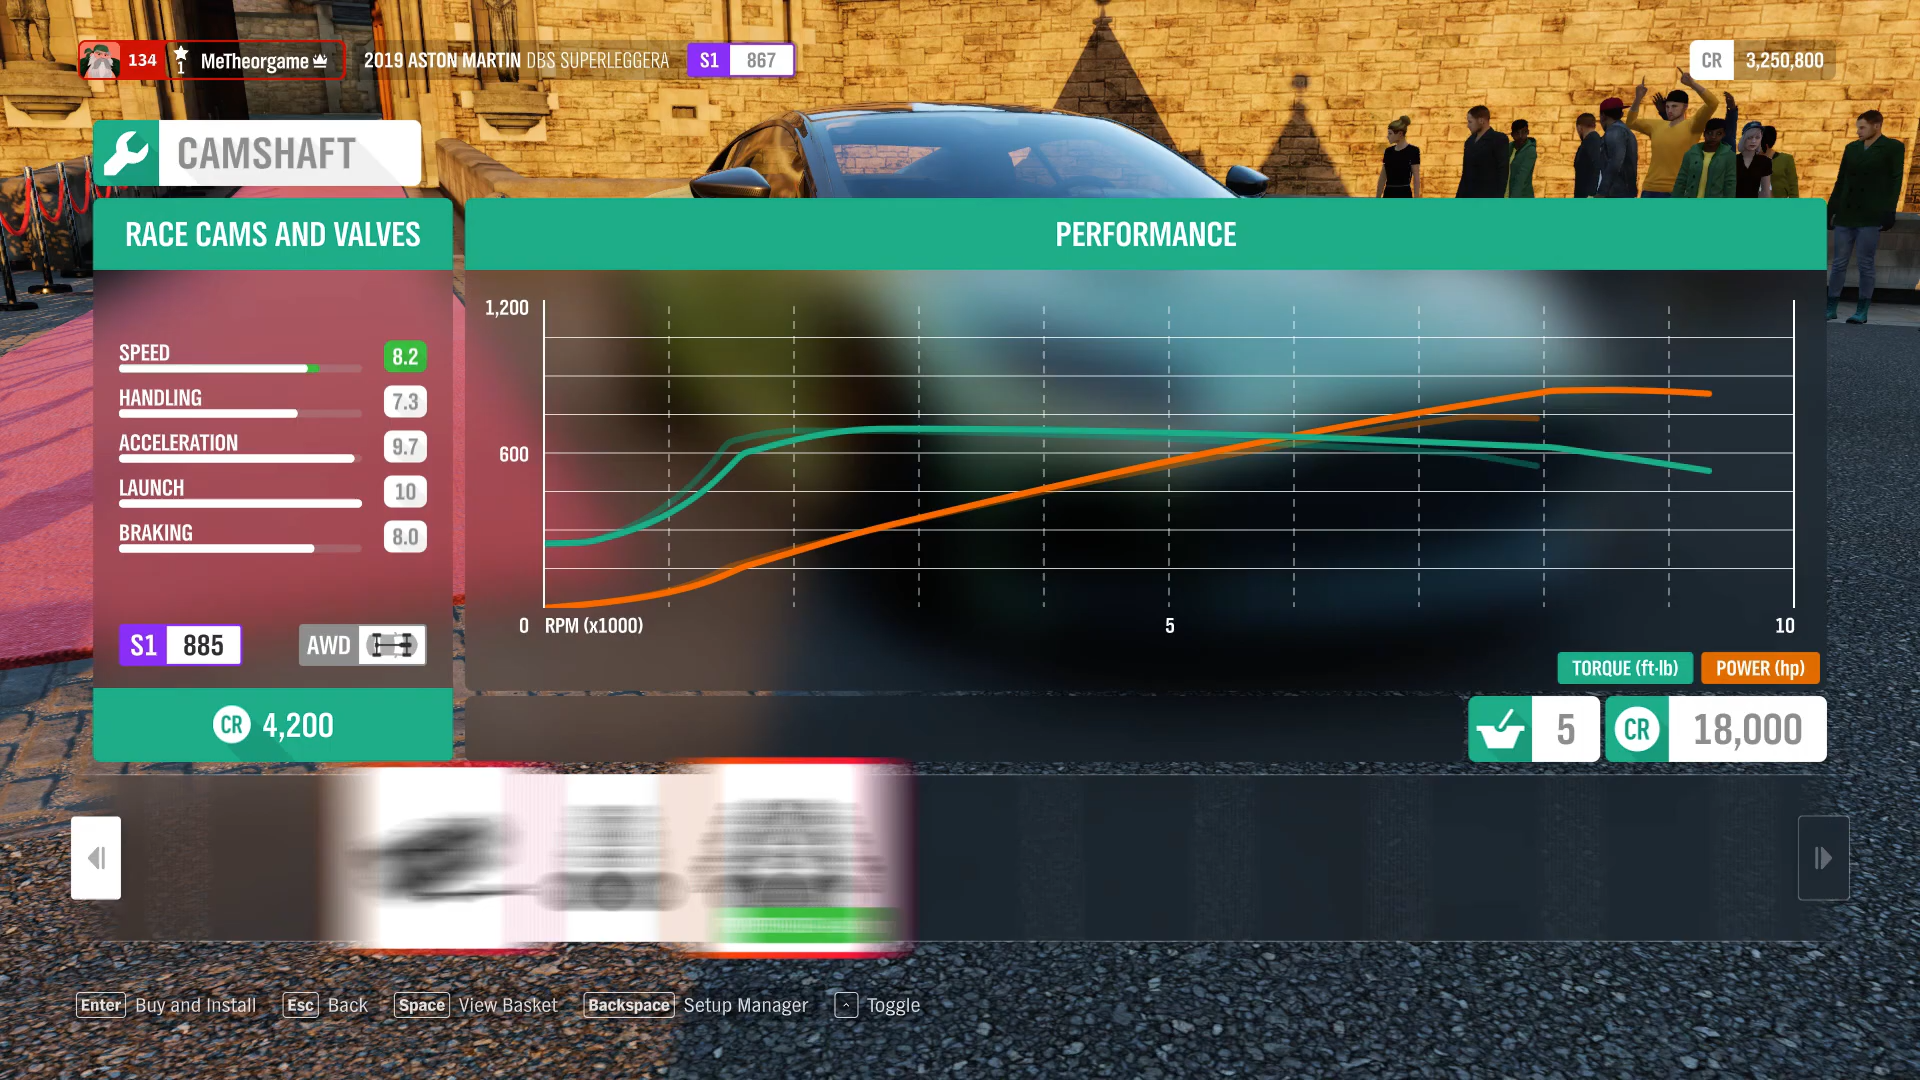 134 1 MeTheorgame 2019 ASTON MARTIN DBS SUPERLEGGERA S1 867 CR 3,250,800
CAMSHAFT
RACE CAMS AND VALVES
SPEED 8.2
HANDLING 7.3
ACCELERATION 9.7
LAUNCH 10
BRAKING 8.0
S1 885 AWD
CR 4,200
PERFORMANCE
1,200
600
0 RPM (x1000) 5 10
TORQUE (ft·lb) POWER (hp)
5 CR 18,000
Enter Buy and Install Esc Back Space View Basket Backspace Setup Manager ^ Toggle